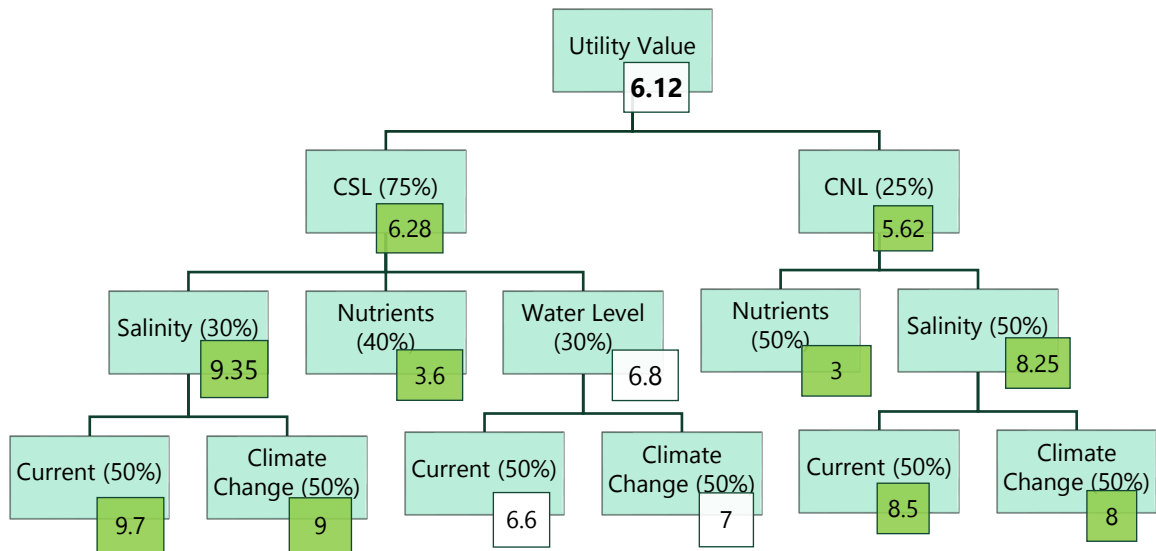 Utility Value
6.12
CSL (75%)
6.28
CNL (25%)
5.62
Salinity (30%)
9.35
Nutrients
(40%)
3.6
Water Level
(30%)
6.8
Nutrients
(50%)
3
Salinity (50%)
8.25
Current (50%)
9.7
Climate
Change (50%)
9
Current (50%)
6.6
Climate
Change (50%)
7
Current (50%)
8.5
Climate
Change (50%)
8